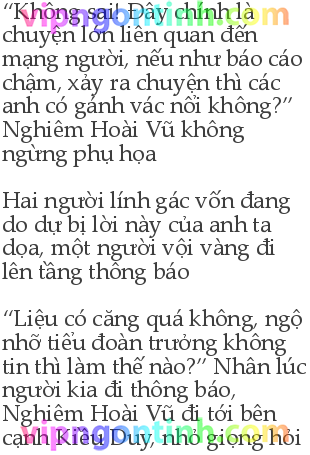 “Không sai, Đây chính là
chuyện lớn liên quan đến
mạng người, nếu như báo cáo
chậm, xảy ra chuyện thì các
anh có gánh vác nổi không?”
Nghiêm Hoài Vũ không
ngừng phụ họa
Hai người lính gác vốn đang
do dự bị lời này của anh ta
dọa, một người vội vàng đi
lên tầng thông báo
“Liệu có căng quá không, ngộ
nhỡ tiểu đoàn trưởng không
tin thì làm thế nào?” Nhân lúc
người kia đi thông báo,
Nghiêm Hoài Vũ đi tới bên
cạnh Kiều Duy, nhỏ giọng hỏi
vipngontinh.com
vipngontinh.com